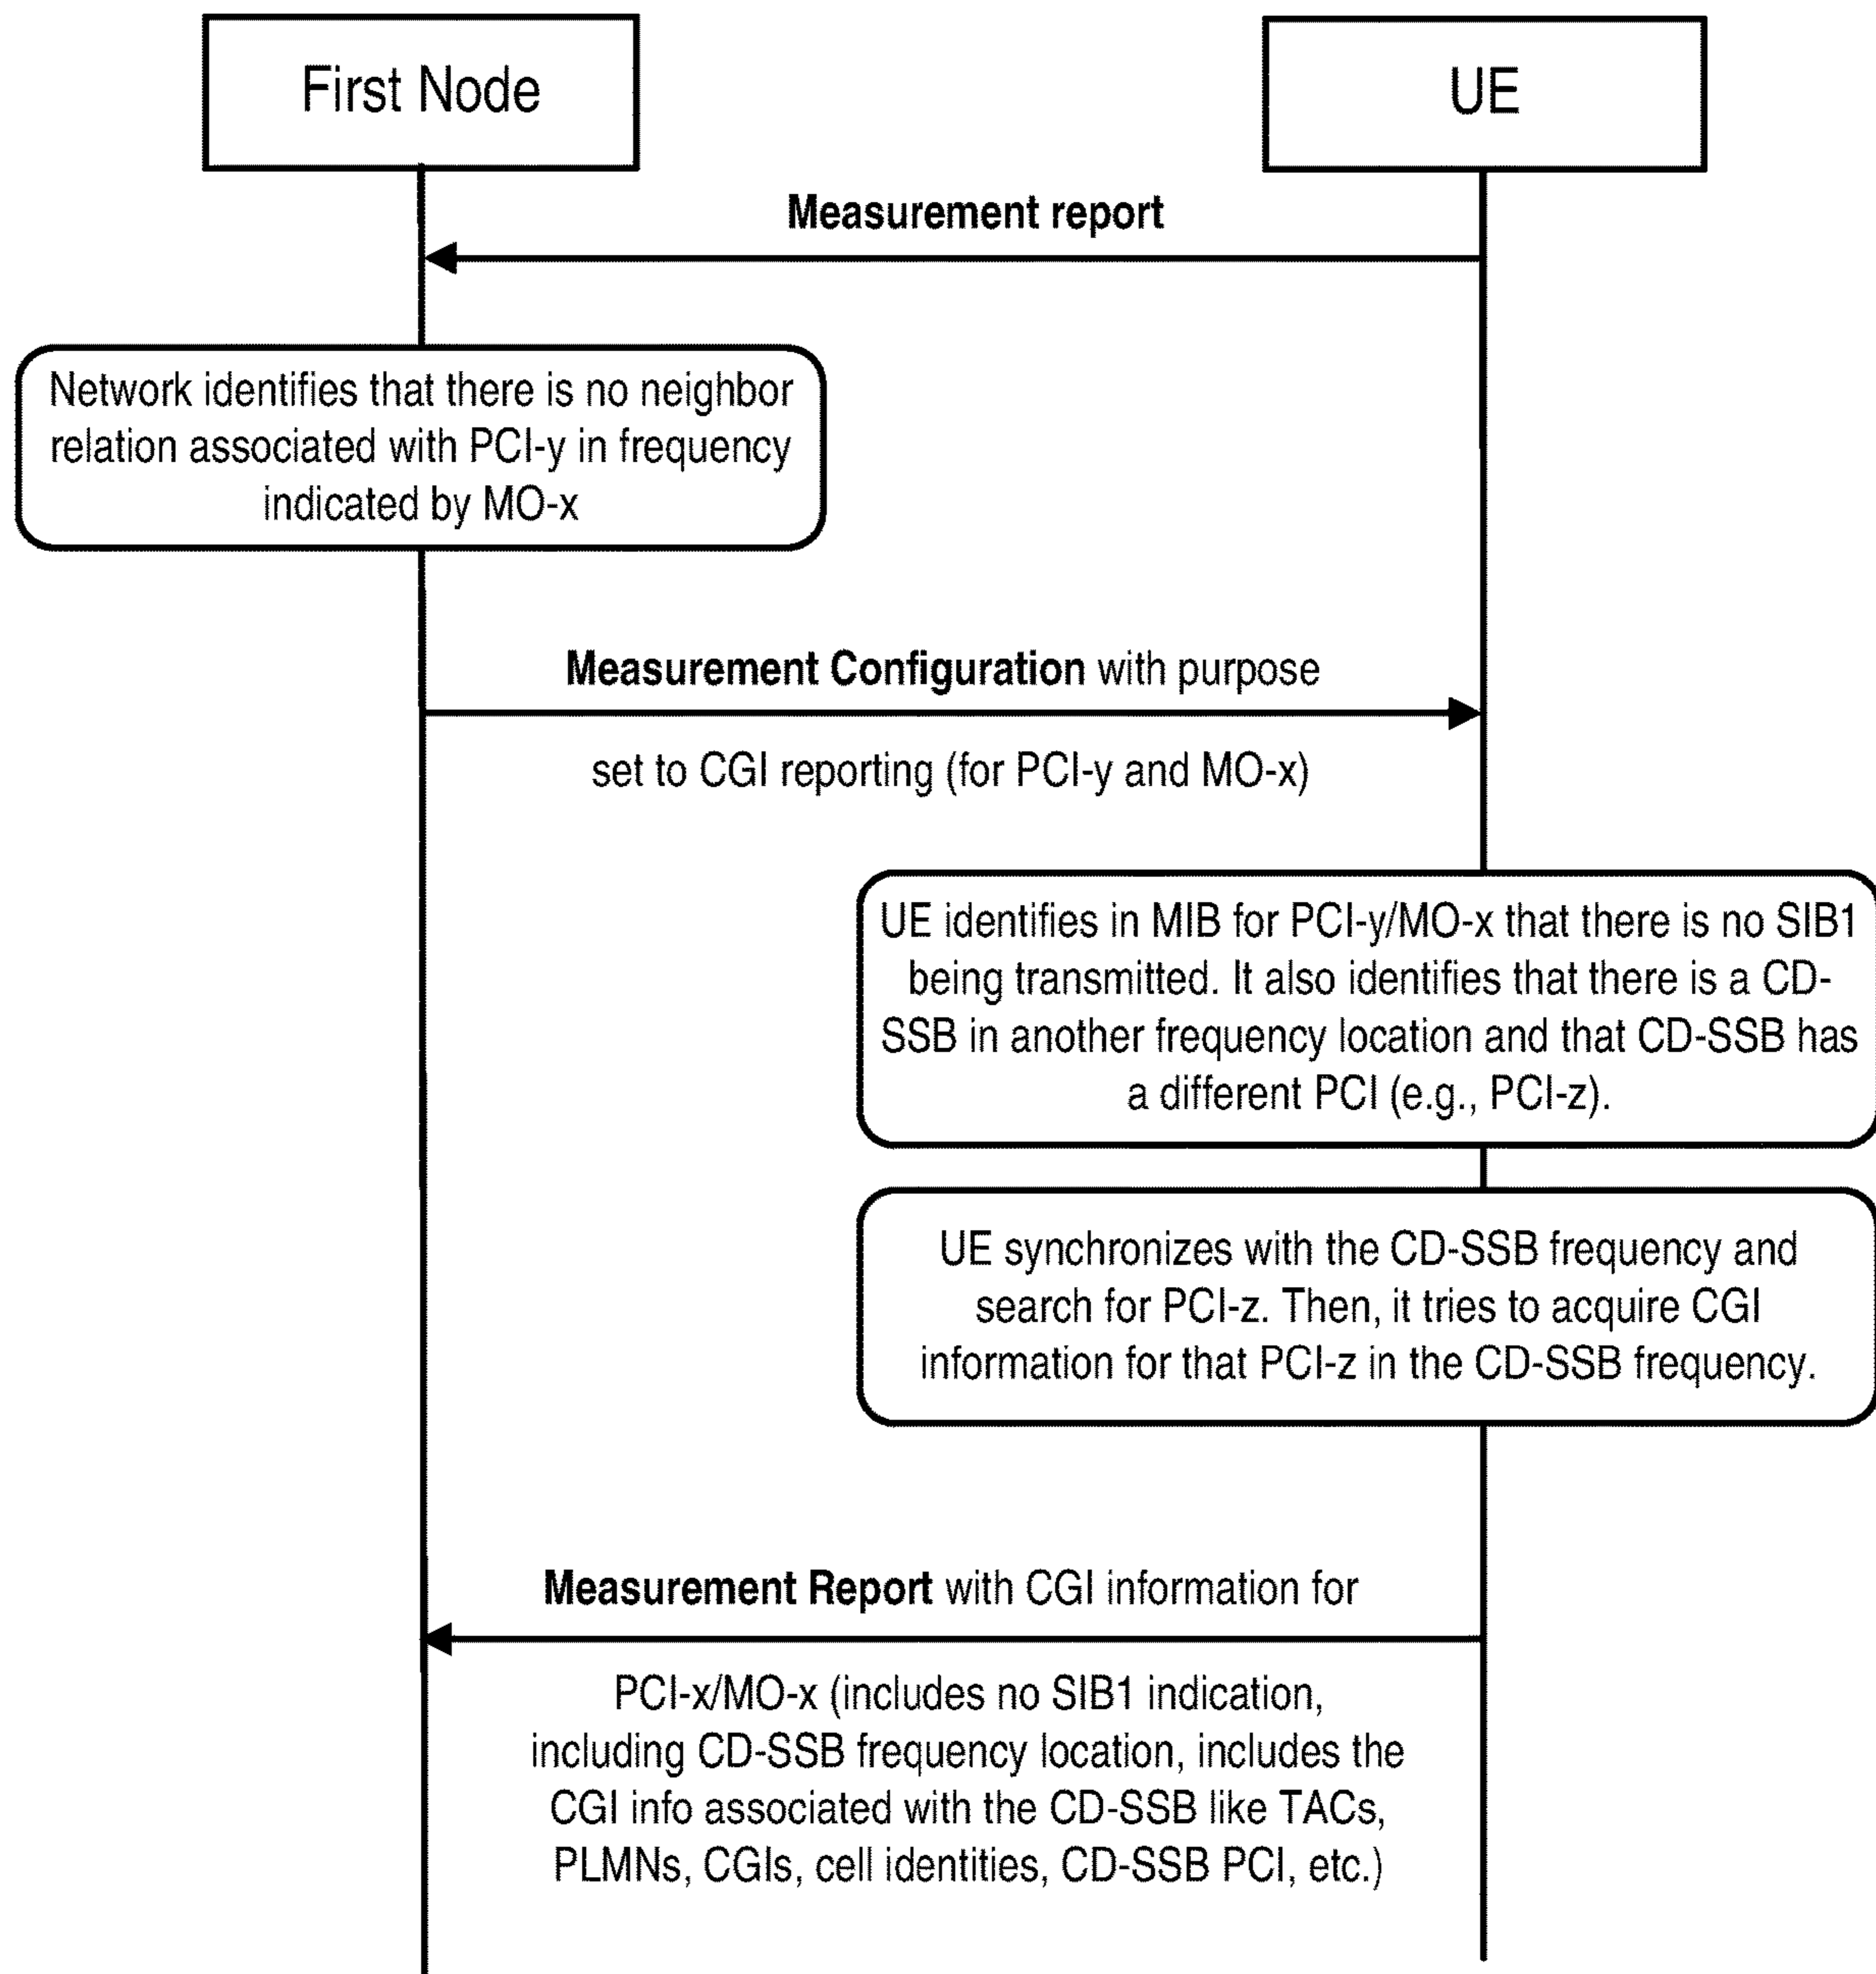 First Node
UE
Measurement report
Network identifies that there is no neighbor
relation associated with PCI-y in frequency
indicated by MO-x
Measurement Configuration with purpose
set to CGI reporting (for PCI-y and MO-x)
UE identifies in MIB for PCI-y/MO-x that there is no SIB1
being transmitted. It also identifies that there is a CD-
SSB in another frequency location and that CD-SSB has
a different PCI (e.g., PCI-z).
UE synchronizes with the CD-SSB frequency and
search for PCI-z. Then, it tries to acquire CGI
information for that PCI-z in the CD-SSB frequency.
Measurement Report with CGI information for
PCI-x/MO-x (includes no SIB1 indication,
including CD-SSB frequency location, includes the
CGI info associated with the CD-SSB like TACs,
PLMNs, CGIs, cell identities, CD-SSB PCI, etc.)